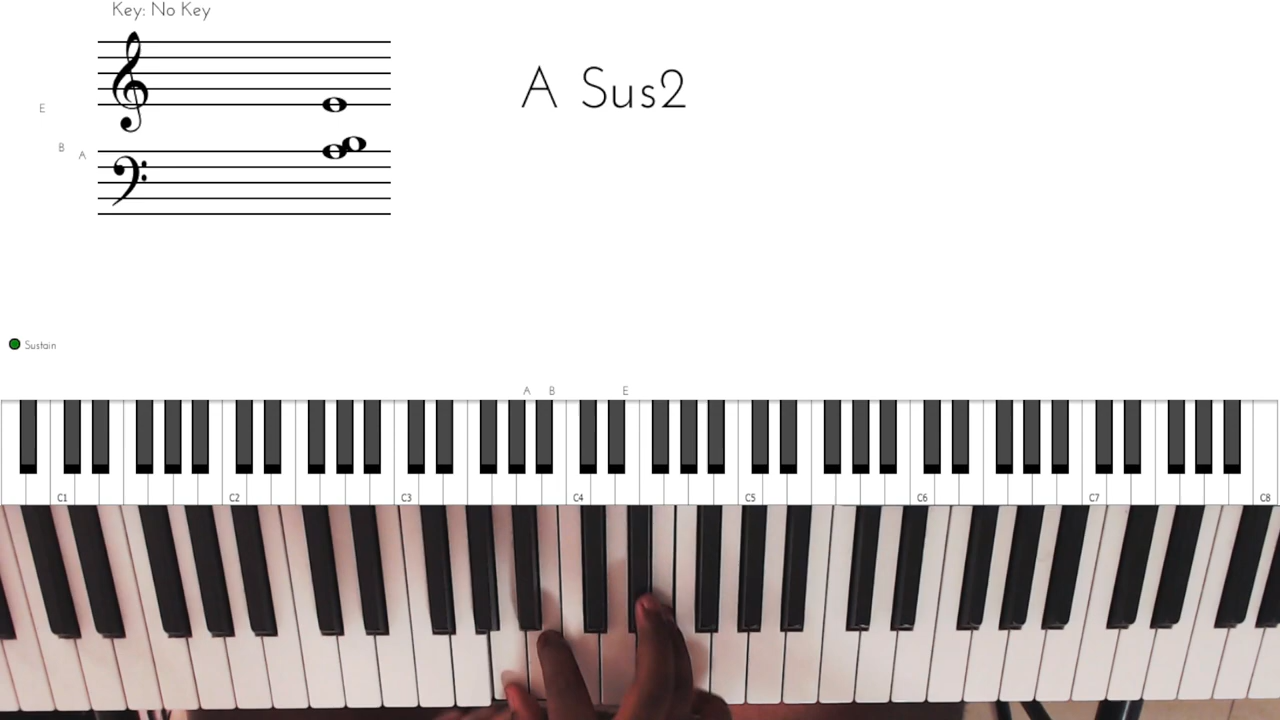 Key: No Key
A Sus2
E
B
A
Sustain
A B E
C1 C2 C3 C4 C5 C6 C7 C8